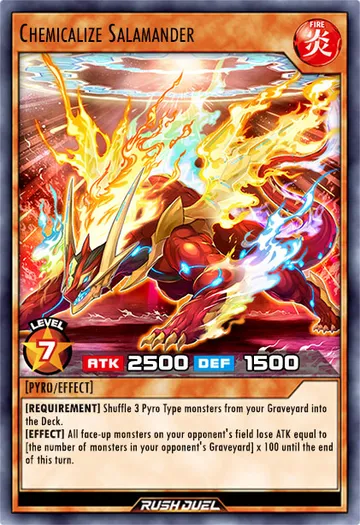 Chemicalize Salamander
FIRE
炎
LEVEL
7
ATK 2500 DEF 1500
[PYRO/EFFECT]
[REQUIREMENT] Shuffle 3 Pyro Type monsters from your Graveyard into
the Deck.
[EFFECT] All face-up monsters on your opponent's field lose ATK equal to
[the number of monsters in your opponent's Graveyard] x 100 until the end
of this turn.
RUSH DUEL